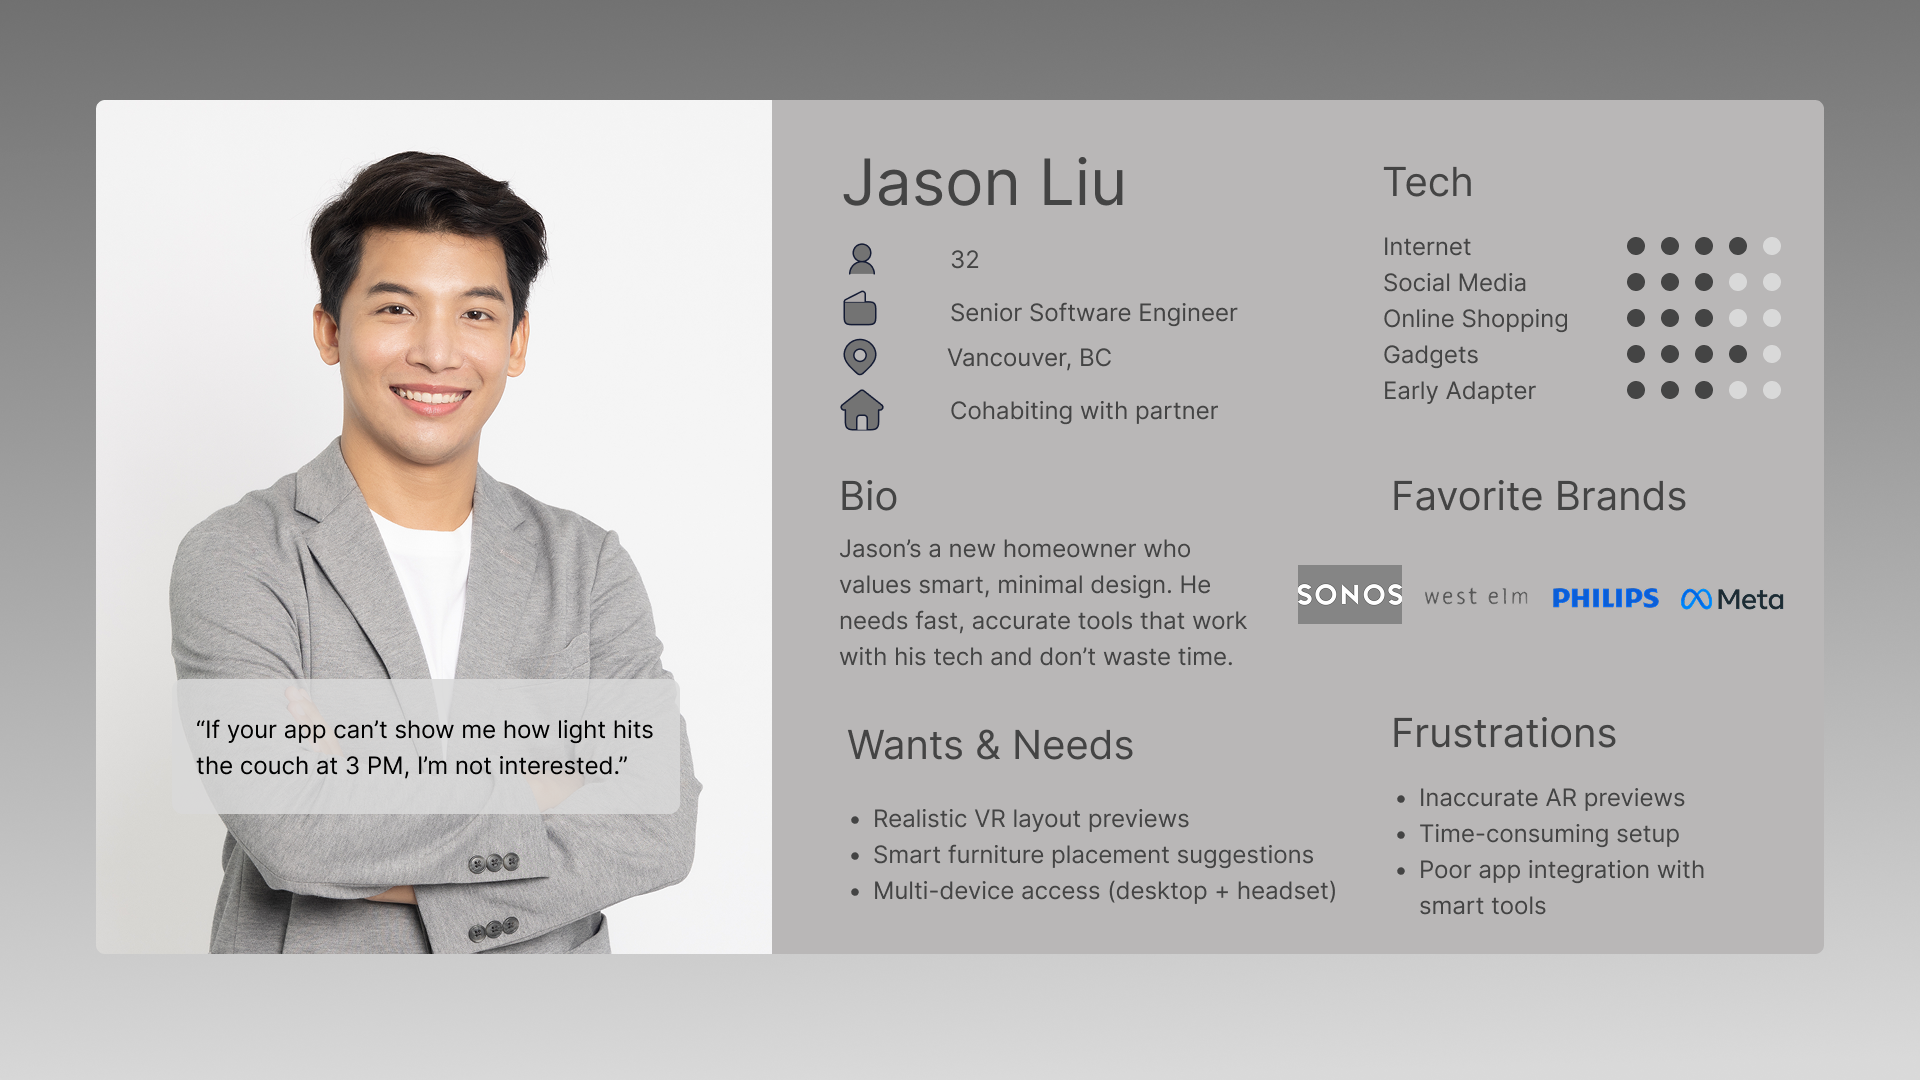 Jason Liu
32
Senior Software Engineer
Vancouver, BC
Cohabiting with partner
Tech
Internet
Social Media
Online Shopping
Gadgets
Early Adapter
Bio
Jason’s a new homeowner who
values smart, minimal design. He
needs fast, accurate tools that work
with his tech and don’t waste time.
Favorite Brands
SONOS
west elm
PHILIPS
Meta
“If your app can’t show me how light hits
the couch at 3 PM, I’m not interested.”
Wants & Needs
• Realistic VR layout previews
• Smart furniture placement suggestions
• Multi-device access (desktop + headset)
Frustrations
• Inaccurate AR previews
• Time-consuming setup
• Poor app integration with
smart tools